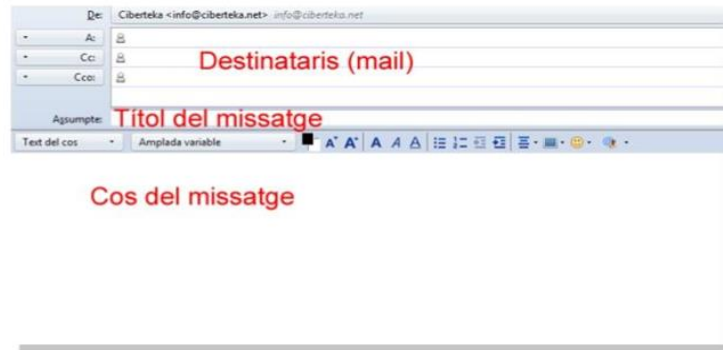 De: Ciberteka <info@ciberteka.net> info@ciberteka.net
A:
Cc:
Destinataris (mail)
Cco:
Assumpte: Títol del missatge
Text del cos Amplada variable
Cos del missatge